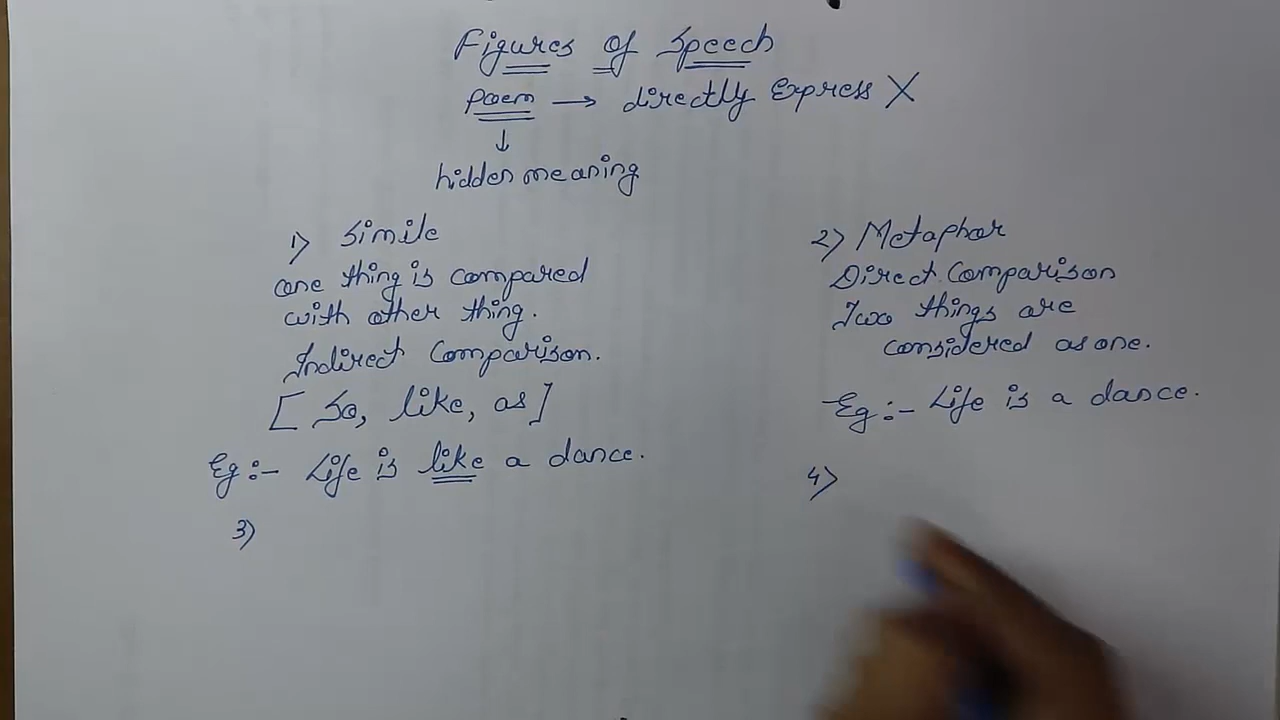 Figures of Speech
Poem → directly Express X
↓
hidden meaning
1) Simile
one thing is compared
with other thing.
Indirect Comparison.
[ So, like, as ]
Eg :- Life is like a dance.
3)
2) Metaphor
Direct Comparison
Two things are
considered as one.
Eg :- Life is a dance.
4)